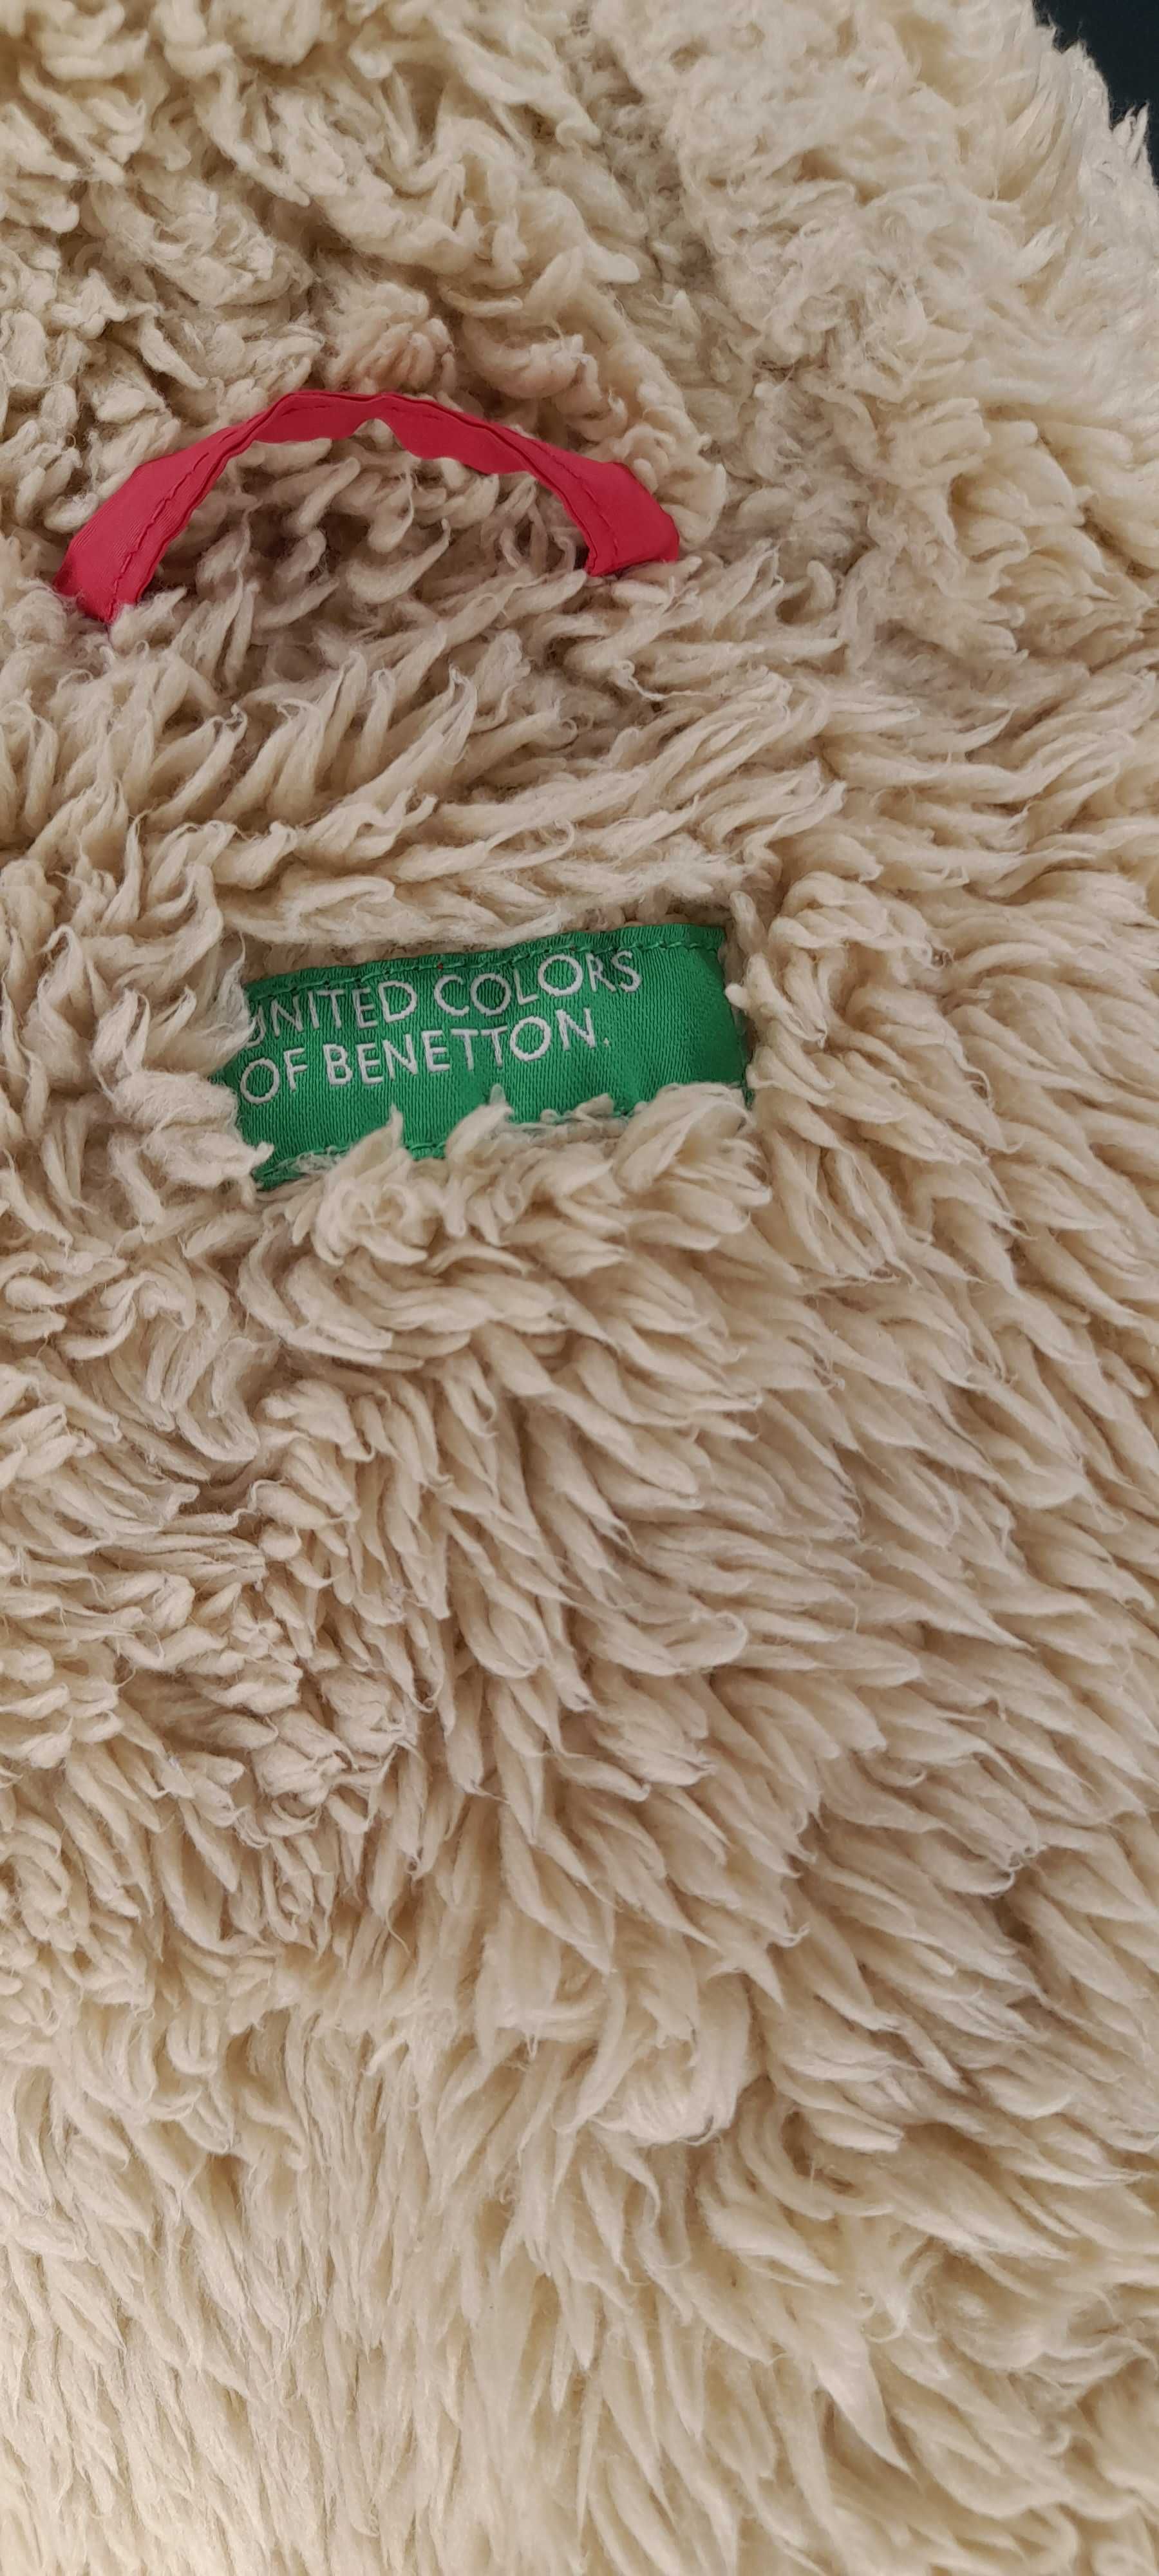 UNITED COLORS
OF BENETTON.